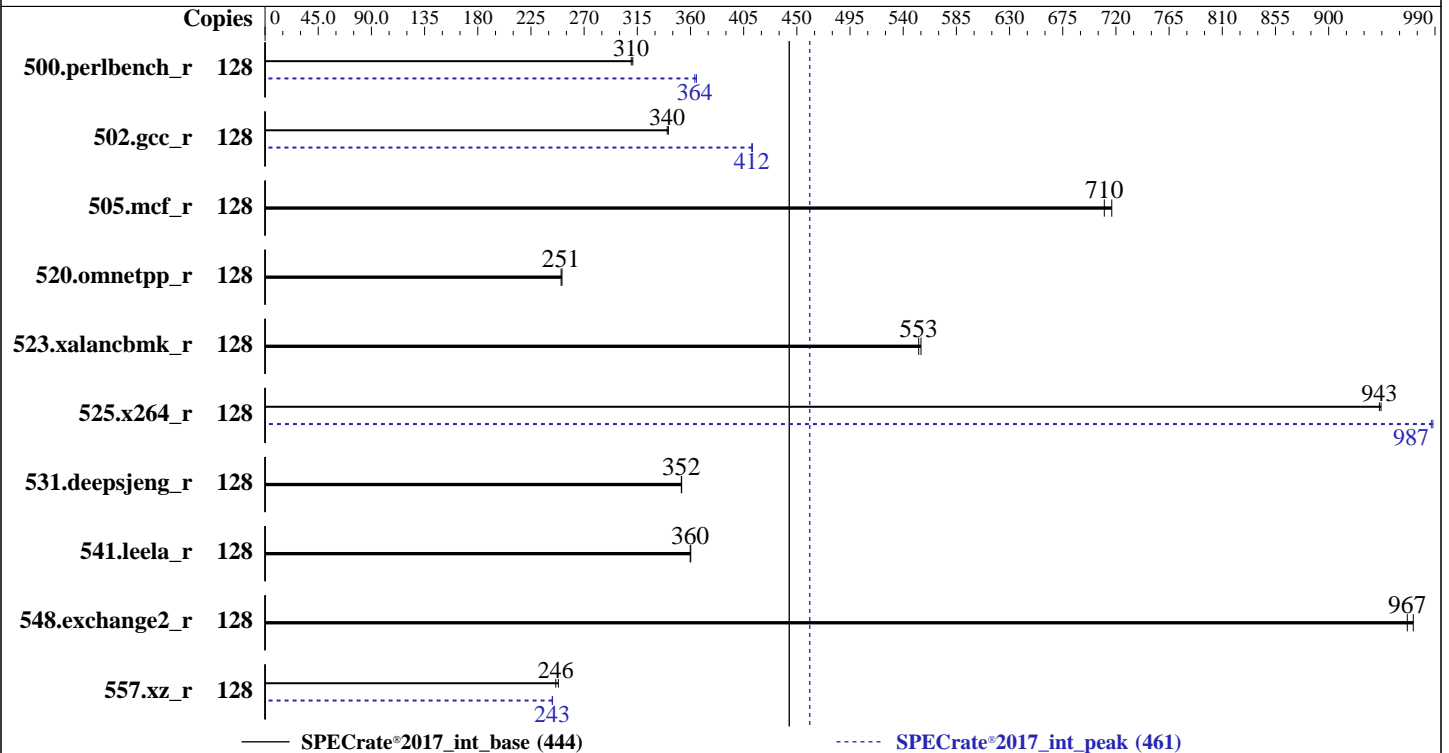 Copies 0 45.0 90.0 135 180 225 270 315 360 405 450 495 540 585 630 675 720 765 810 855 900 990
310
500.perlbench_r 128
364
340
502.gcc_r 128
412
710
505.mcf_r 128
251
520.omnetpp_r 128
553
523.xalancbmk_r 128
943
525.x264_r 128
987
352
531.deepsjeng_r 128
360
541.leela_r 128
967
548.exchange2_r 128
246
557.xz_r 128
243
SPECrate®2017_int_base (444) SPECrate®2017_int_peak (461)